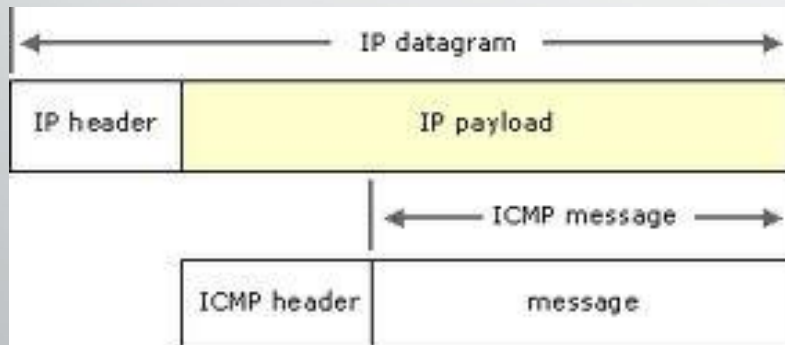 IP datagram
IP header IP payload
ICMP message
ICMP header message